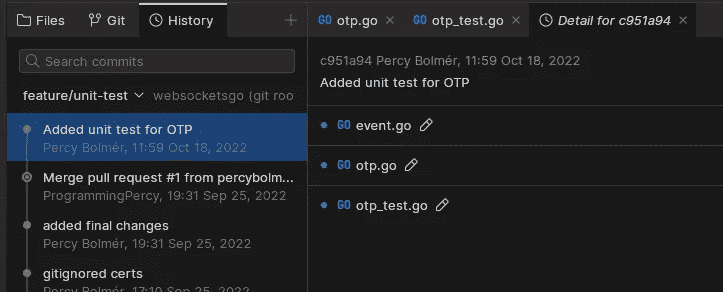 Files Git History
Search commits
feature/unit-test websocketsgo (git roo
Added unit test for OTP
Percy Bolmér, 11:59 Oct 18, 2022
Merge pull request #1 from percybolm...
ProgrammingPercy, 19:31 Sep 25, 2022
added final changes
Percy Bolmér, 19:31 Sep 25, 2022
gitignored certs
Percy Bolmér, 17:10 Sep 25, 2022
GO otp.go GO otp_test.go Detail for c951a94
c951a94 Percy Bolmér, 11:59 Oct 18, 2022
Added unit test for OTP
GO event.go
GO otp.go
GO otp_test.go